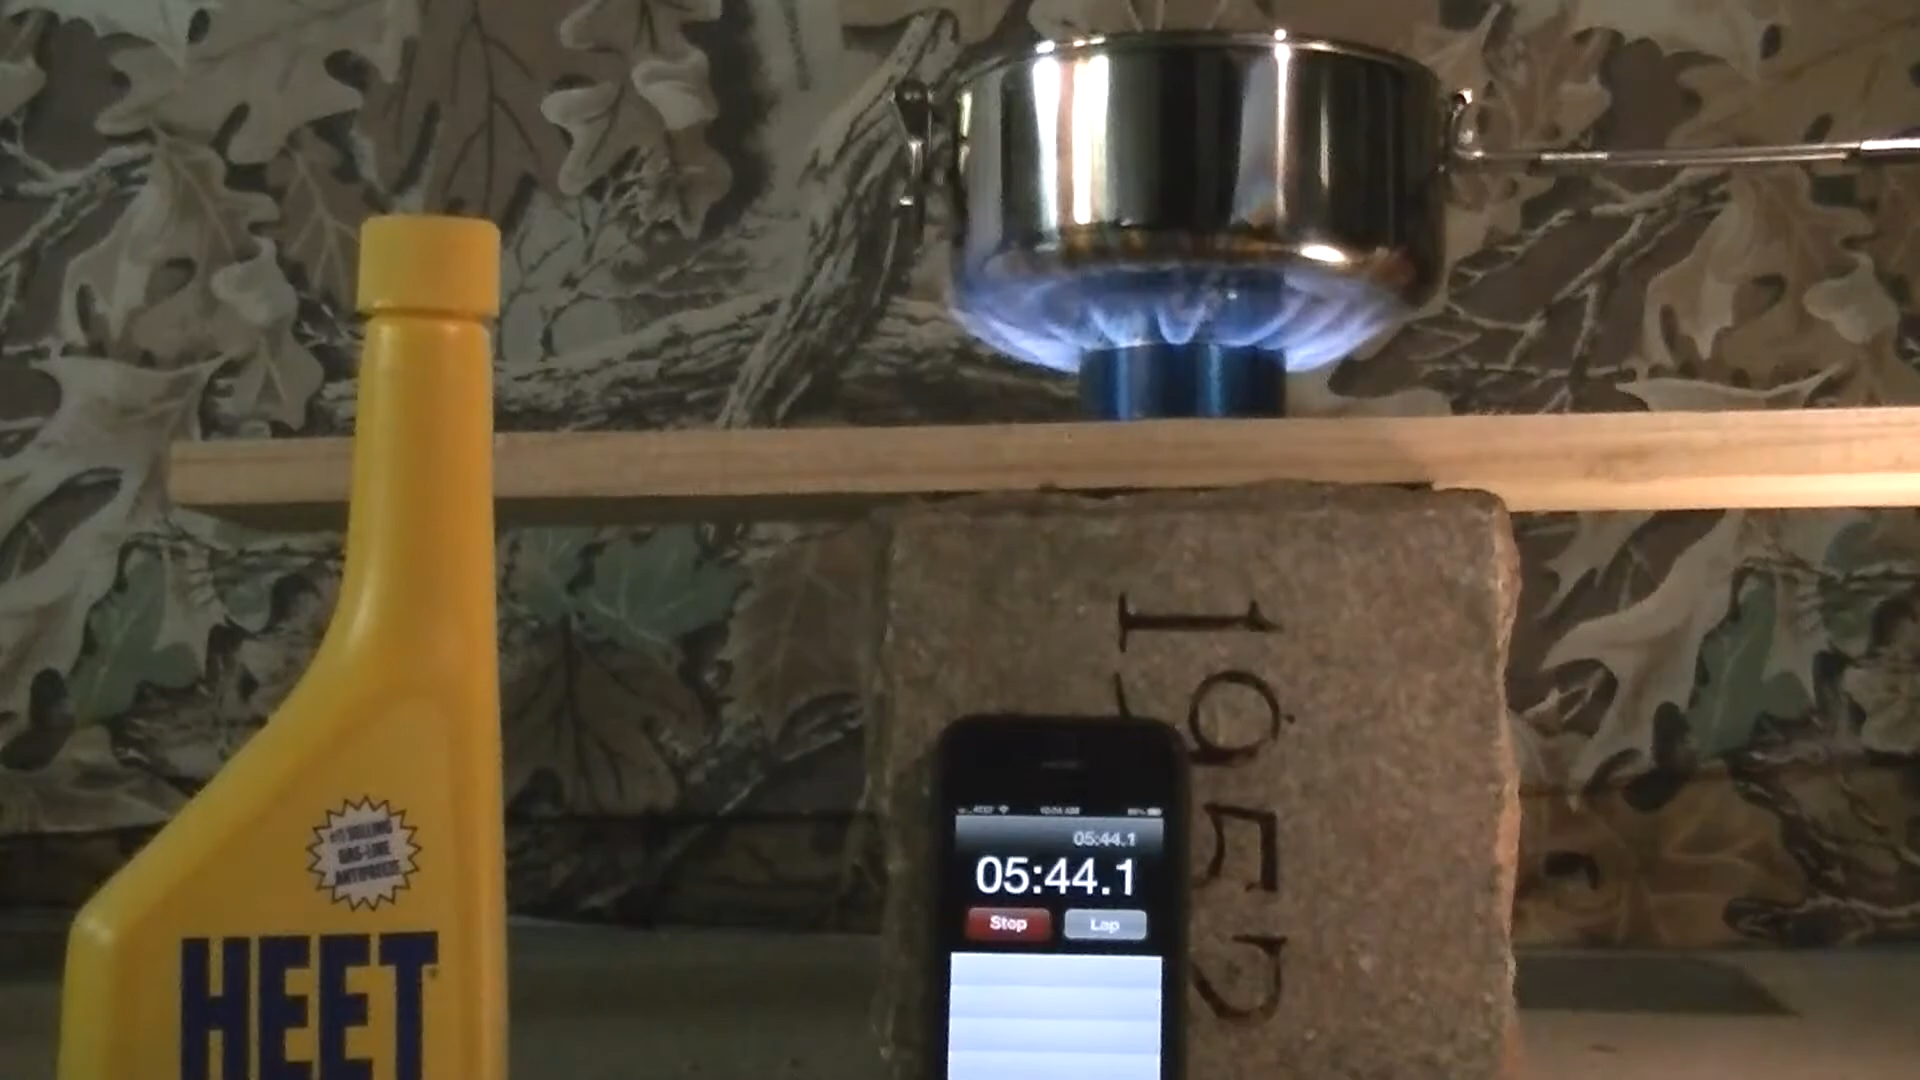 #1 SELLING
GAS-LINE
ANTIFREEZE
HEET
1952
05:44.1
05:44.1
Stop
Lap